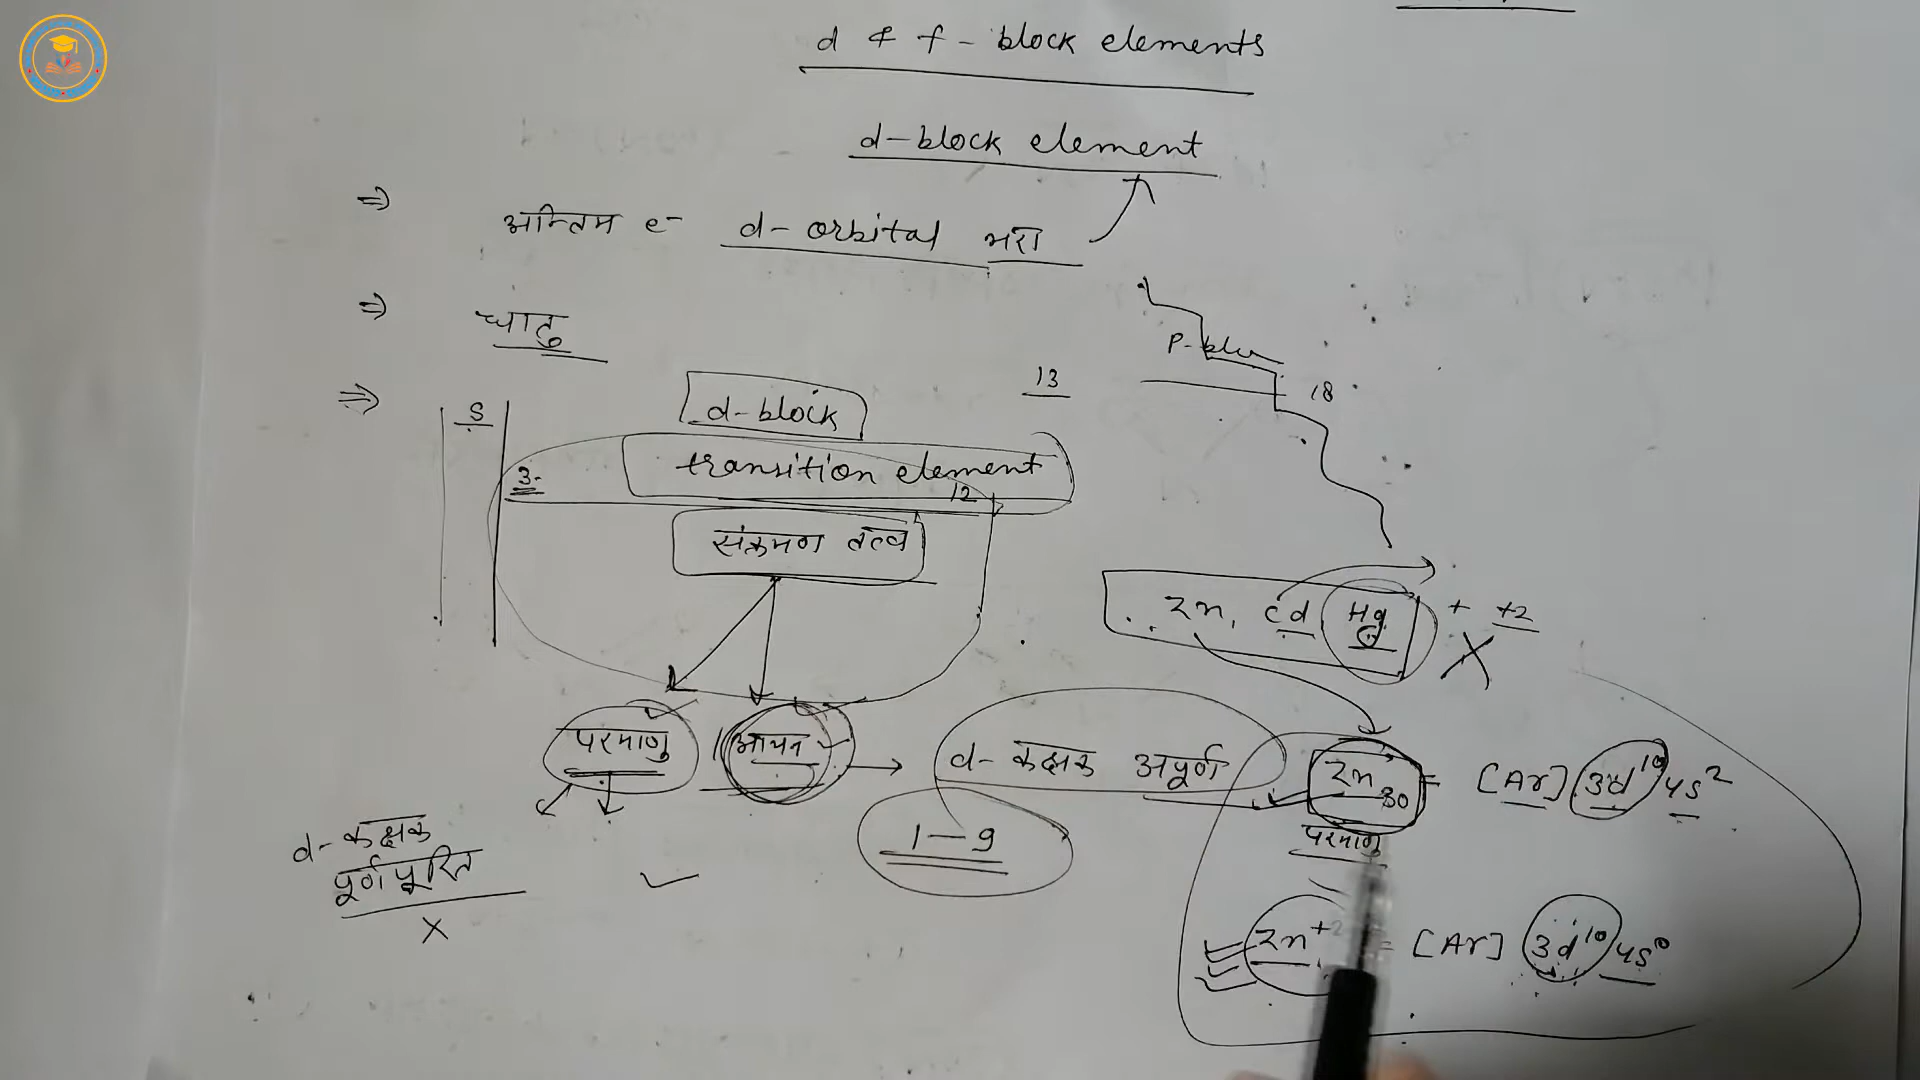 d & f - block elements
d-block element
⇒ अन्तिम e⁻ d-orbital भरा
⇒ धातु
P-blo
13
18
⇒ S d-block
3- transition element 12
संक्रमण तत्व
Zn, Cd Hg + +2 X
परमाणु | आयन → d-कक्षक अपूर्ण
Zn30 = [Ar] 3d¹⁰ 4s²
1-9
परमाणु
d-कक्षक
पूर्ण पूरित
X
Zn⁺² = [Ar] 3d¹⁰ 4s⁰